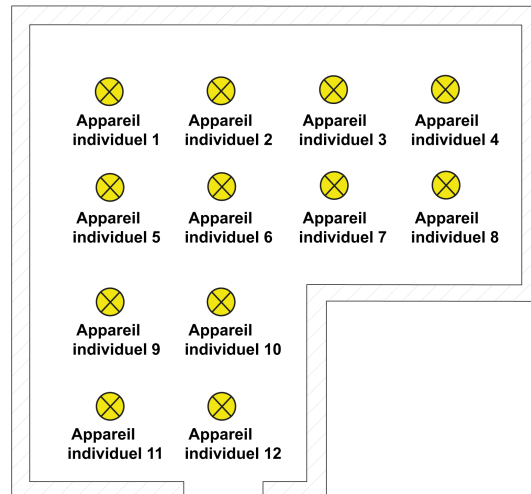 Appareil
individuel 1
Appareil
individuel 2
Appareil
individuel 3
Appareil
individuel 4
Appareil
individuel 5
Appareil
individuel 6
Appareil
individuel 7
Appareil
individuel 8
Appareil
individuel 9
Appareil
individuel 10
Appareil
individuel 11
Appareil
individuel 12